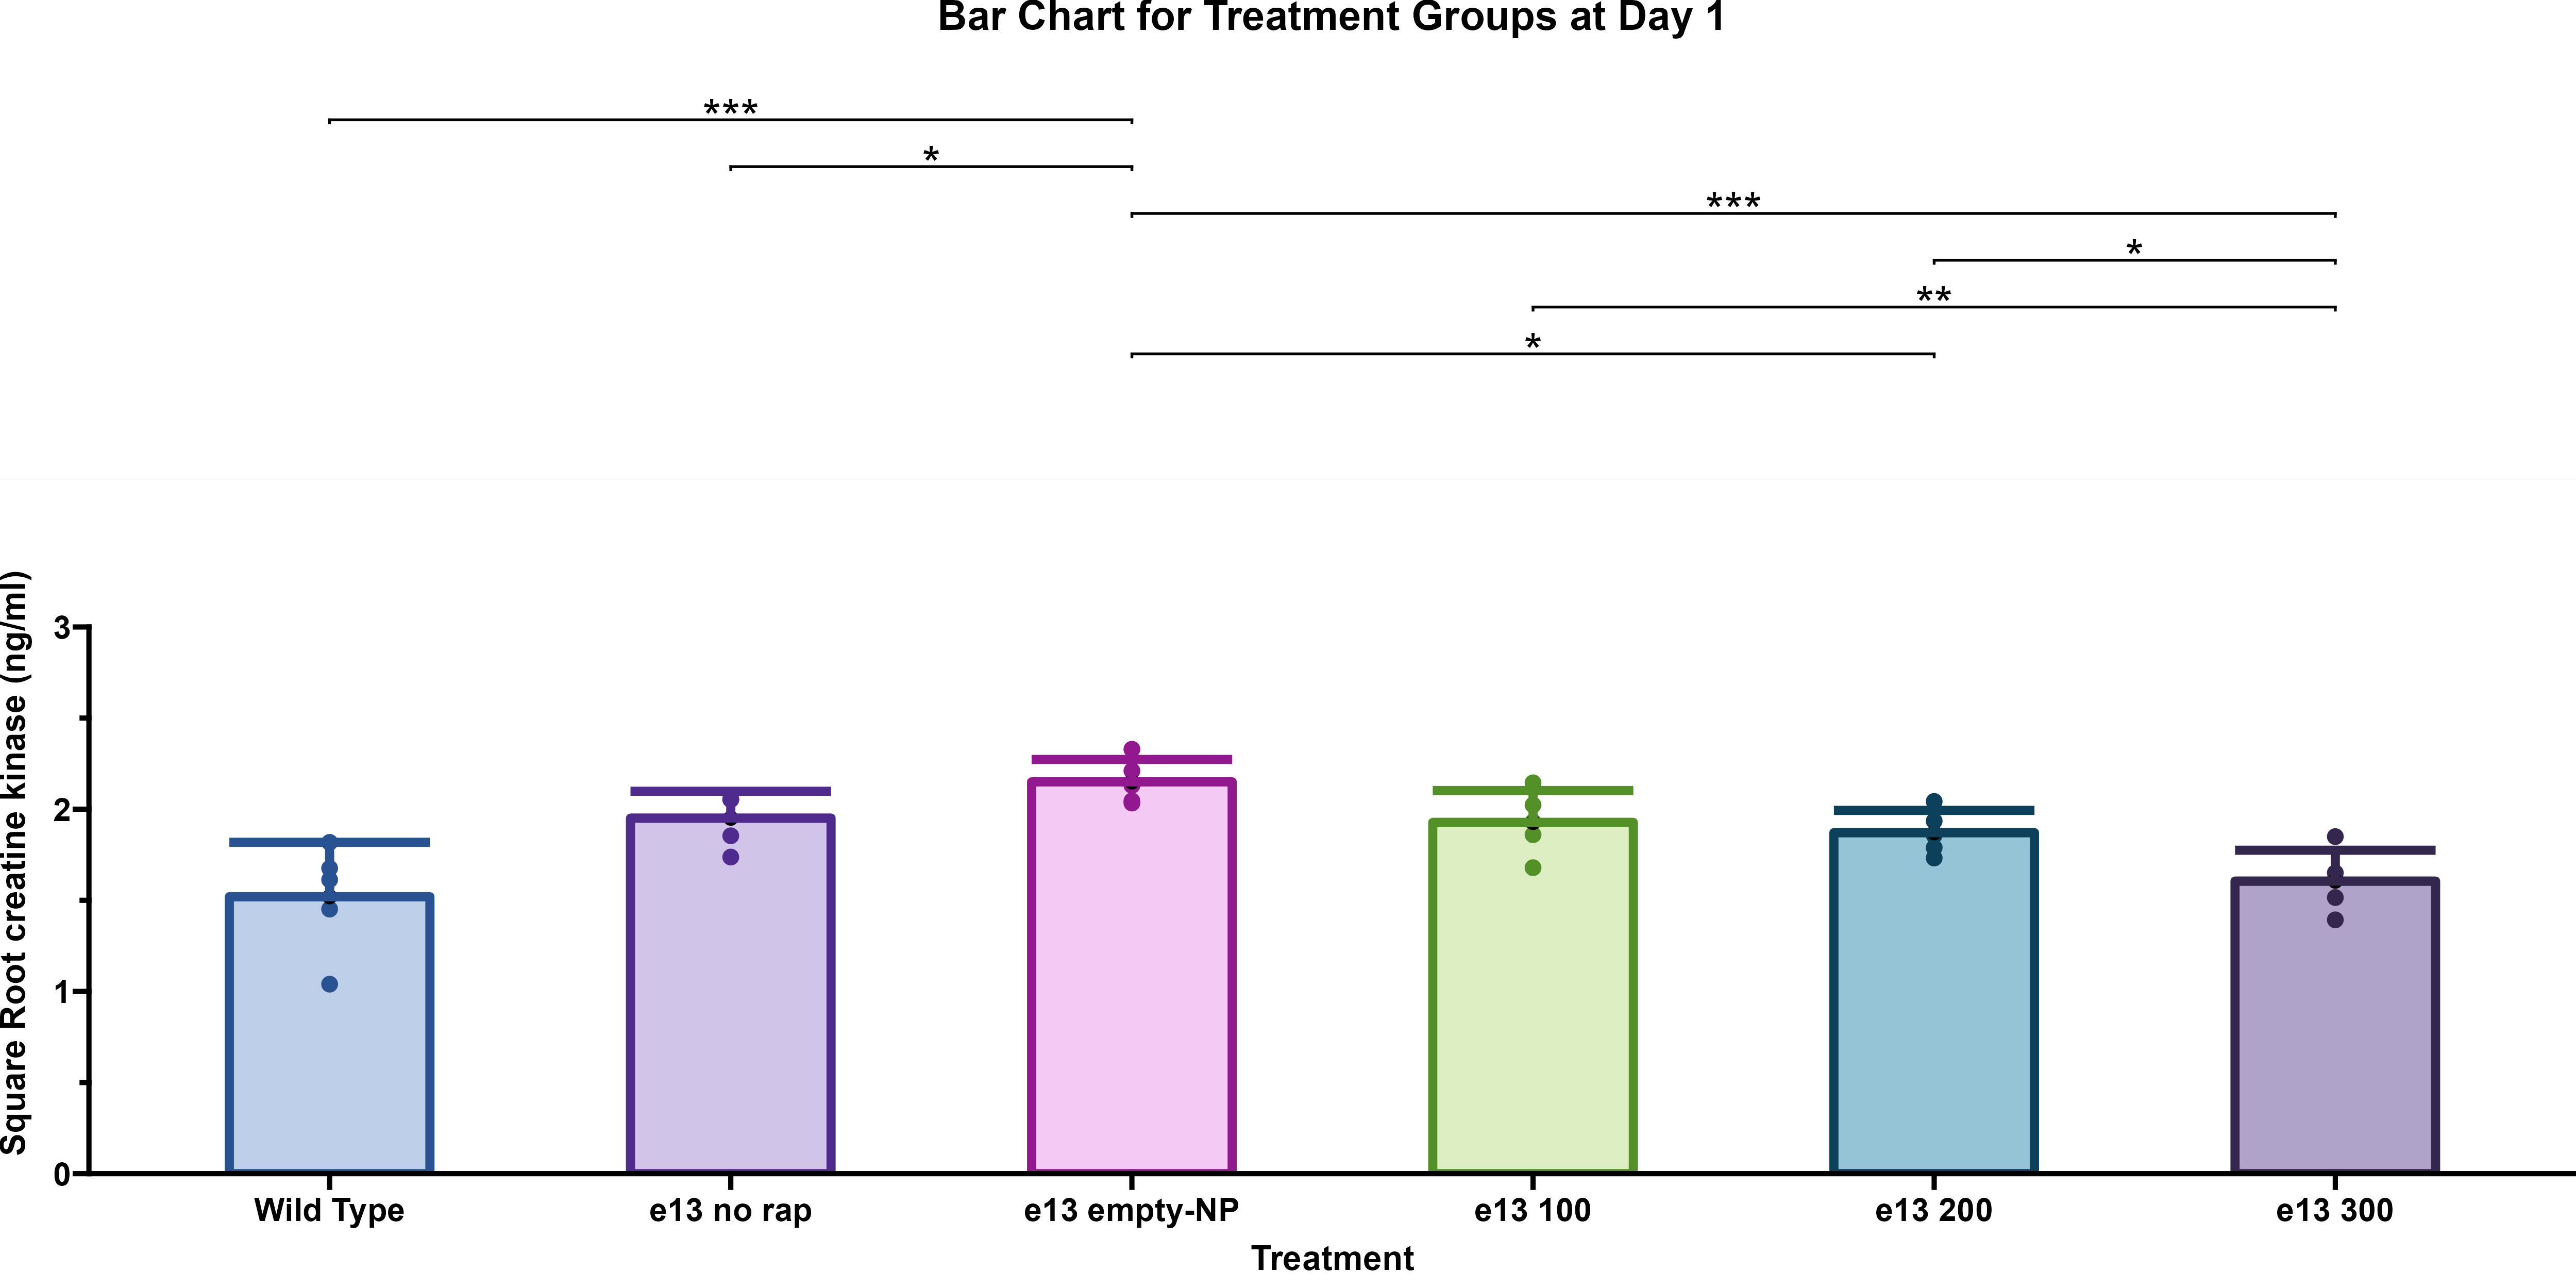 Bar Chart for Treatment Groups at Day 1
***
*
***
*
**
*
Square Root creatine kinase (ng/ml)
3
2
1
0
Wild Type e13 no rap e13 empty-NP e13 100 e13 200 e13 300
Treatment